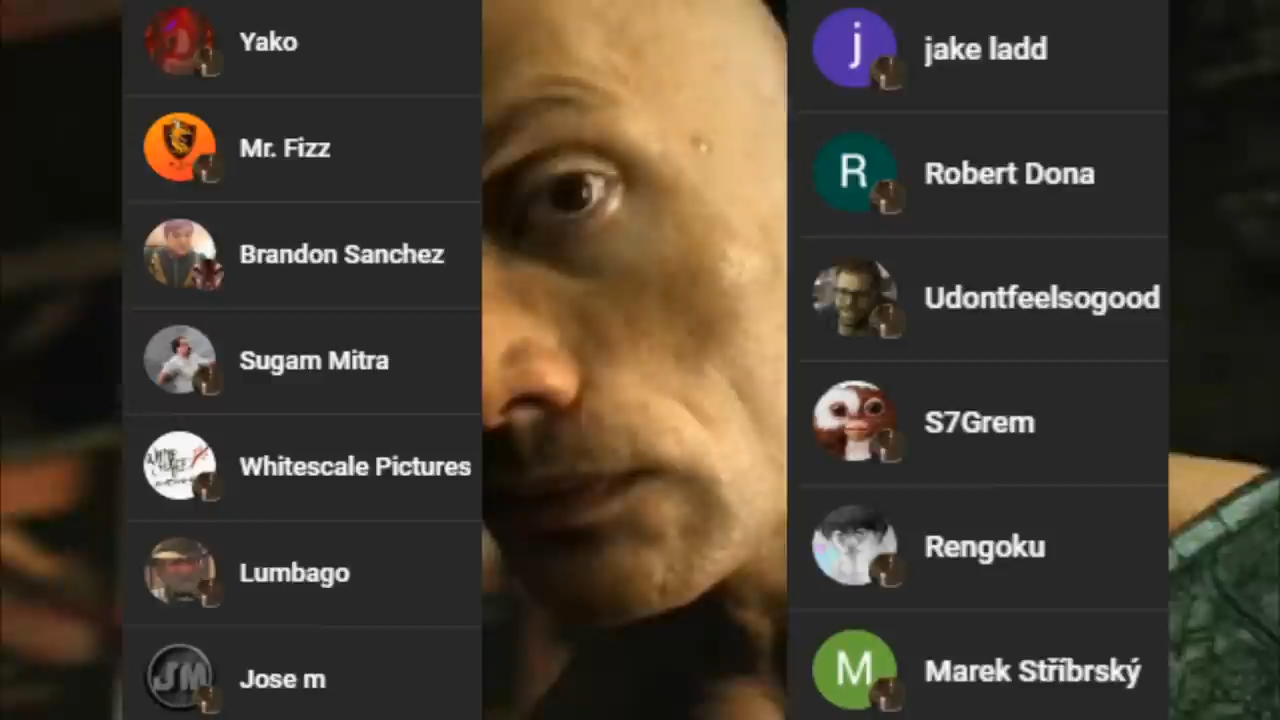 Yako
Mr. Fizz
Brandon Sanchez
Sugam Mitra
Whitescale Pictures
Lumbago
JM
Jose m
j
jake ladd
R
Robert Dona
Udontfeelsogood
S7Grem
Rengoku
M
Marek Stříbrský